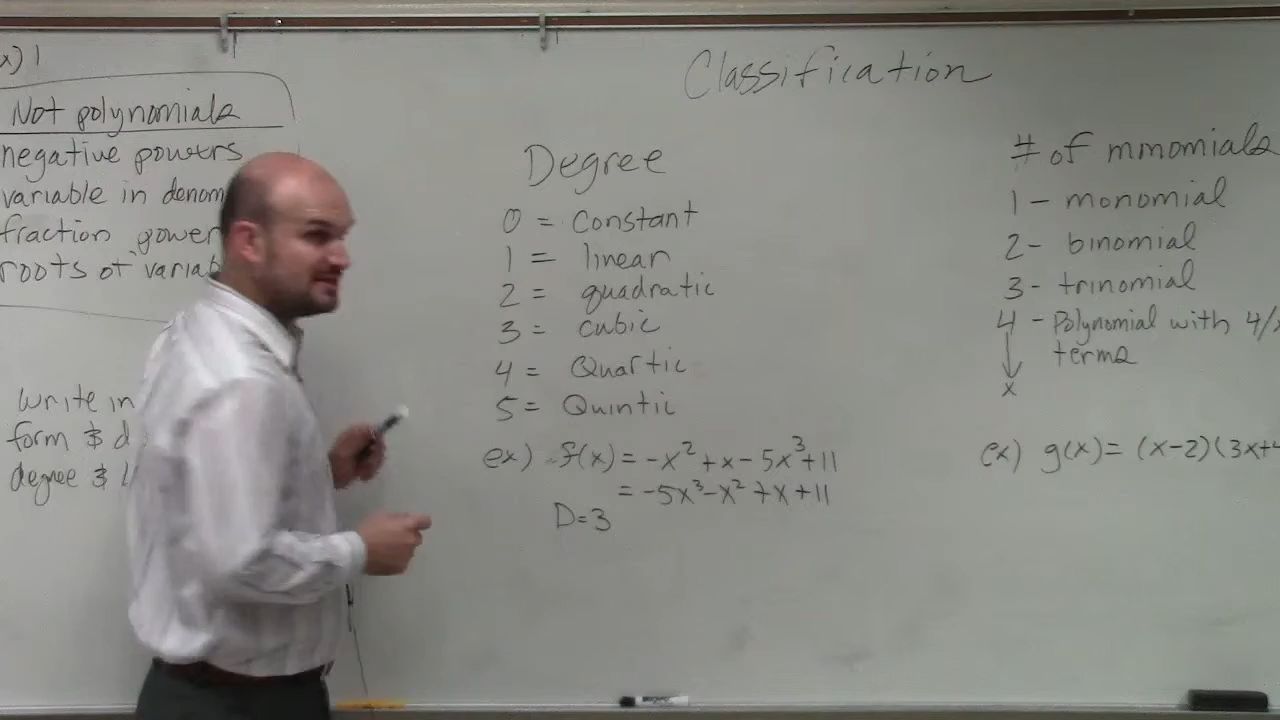 x) 1
Not polynomials
negative powers
variable in denom
fraction power
roots of variab
Write in
form & d
degree &
Classification
Degree
0 = Constant
1 = linear
2 = quadratic
3 = cubic
4 = Quartic
5 = Quintic
ex) f(x) = -x² + x - 5x³ + 11
= -5x³ - x² + x + 11
D = 3
# of monomials
1 - monomial
2 - binomial
3 - trinomial
4 - Polynomial with 4/
terms
x
ex) g(x) = (x-2)(3x+4